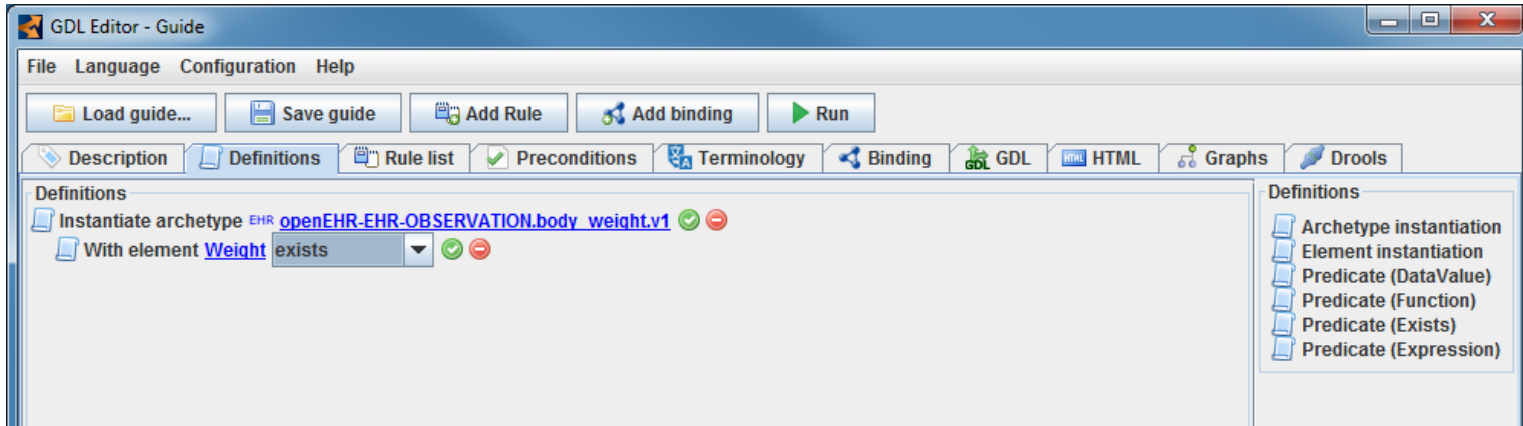 GDL Editor - Guide
File Language Configuration Help
Load guide... Save guide Add Rule Add binding Run
Description Definitions Rule list Preconditions Terminology Binding GDL HTML Graphs Drools
Definitions
Instantiate archetype EHR openEHR-EHR-OBSERVATION.body_weight.v1
With element Weight exists
Definitions
Archetype instantiation
Element instantiation
Predicate (DataValue)
Predicate (Function)
Predicate (Exists)
Predicate (Expression)